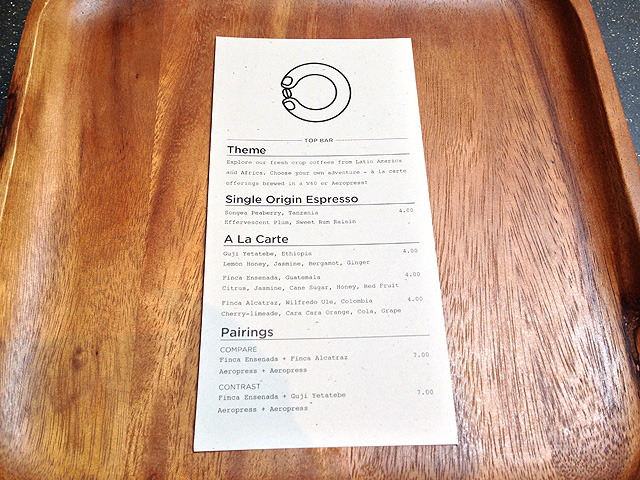 TOP BAR
Theme
Explore our fresh crop coffees from Latin America
and Africa. Choose your own adventure - à la carte
offerings brewed in a V60 or Aeropress!
Single Origin Espresso
Songea Peaberry, Tanzania 4.00
Effervescent Plum, Sweet Rum Raisin
A La Carte
Guji Yetatebe, Ethiopia 4.00
Lemon Honey, Jasmine, Bergamot, Ginger
Finca Ensenada, Guatemala 4.00
Citrus, Jasmine, Cane Sugar, Honey, Red Fruit
Finca Alcatraz, Wilfredo Ule, Colombia 4.00
Cherry-limeade, Cara Cara Orange, Cola, Grape
Pairings
COMPARE
Finca Ensenada + Finca Alcatraz 7.00
Aeropress + Aeropress
CONTRAST
Finca Ensenada + Guji Yetatebe 7.00
Aeropress + Aeropress